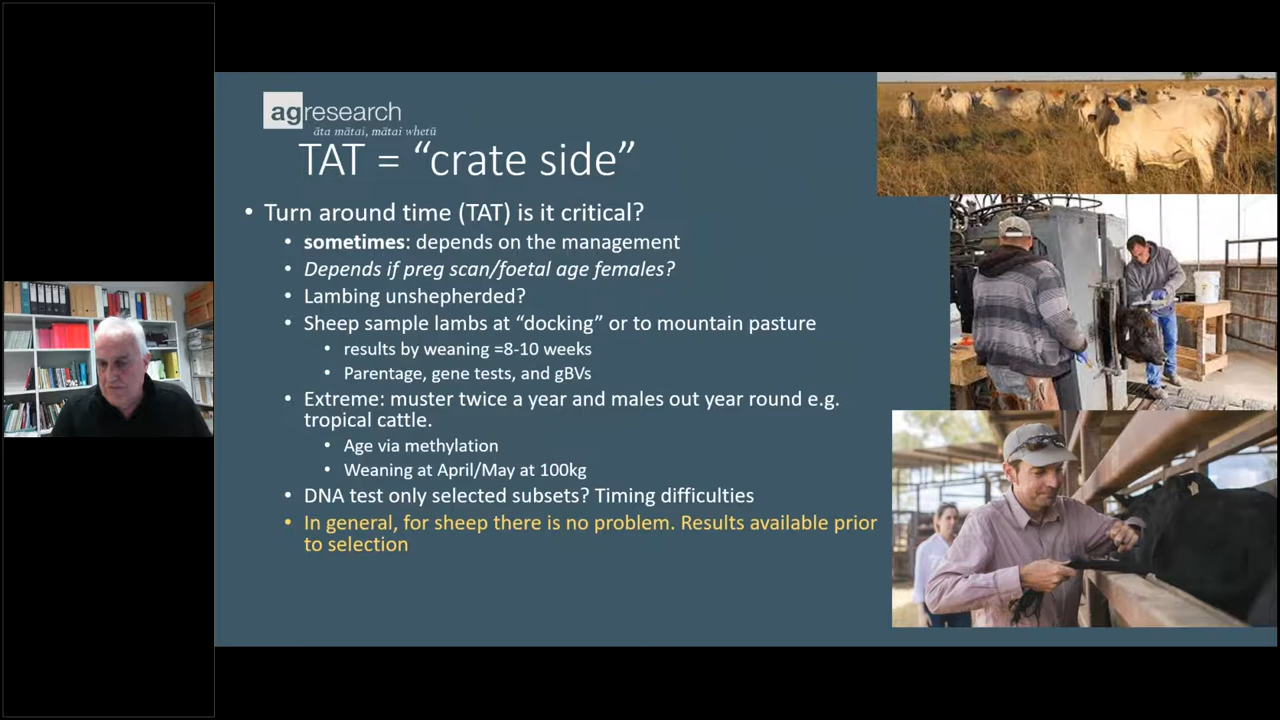 agresearch
āta mātai, mātai whetū
TAT = “crate side”
• Turn around time (TAT) is it critical?
• sometimes: depends on the management
• Depends if preg scan/foetal age females?
• Lambing unshepherded?
• Sheep sample lambs at “docking” or to mountain pasture
• results by weaning =8-10 weeks
• Parentage, gene tests, and gBVs
• Extreme: muster twice a year and males out year round e.g.
tropical cattle.
• Age via methylation
• Weaning at April/May at 100kg
• DNA test only selected subsets? Timing difficulties
• In general, for sheep there is no problem. Results available prior
to selection